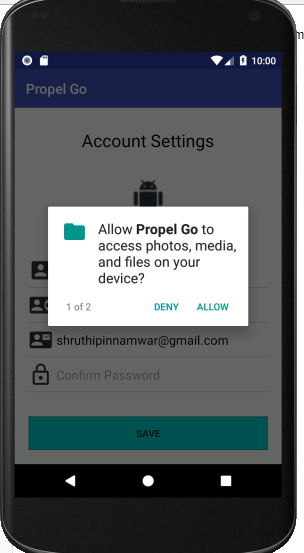 10:00
Propel Go
Account Settings
Allow Propel Go to
access photos, media,
and files on your
device?
1 of 2
DENY
ALLOW
shruthipinnamwar@gmail.com
Confirm Password
SAVE
m